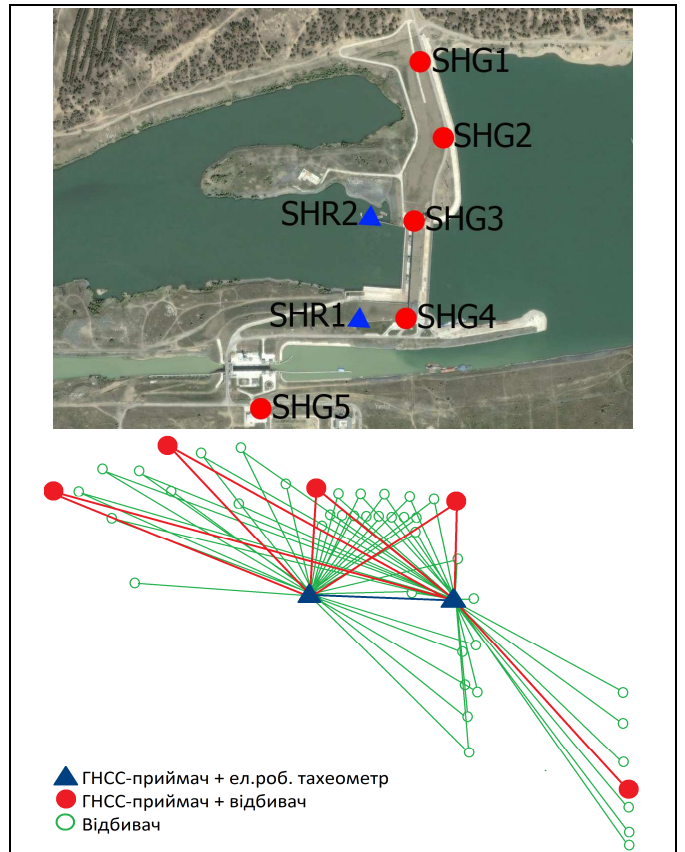 SHG1
SHG2
SHR2
SHG3
SHR1
SHG4
SHG5
ГНСС-приймач + ел.роб. тахеометр
ГНСС-приймач + відбивач
Відбивач